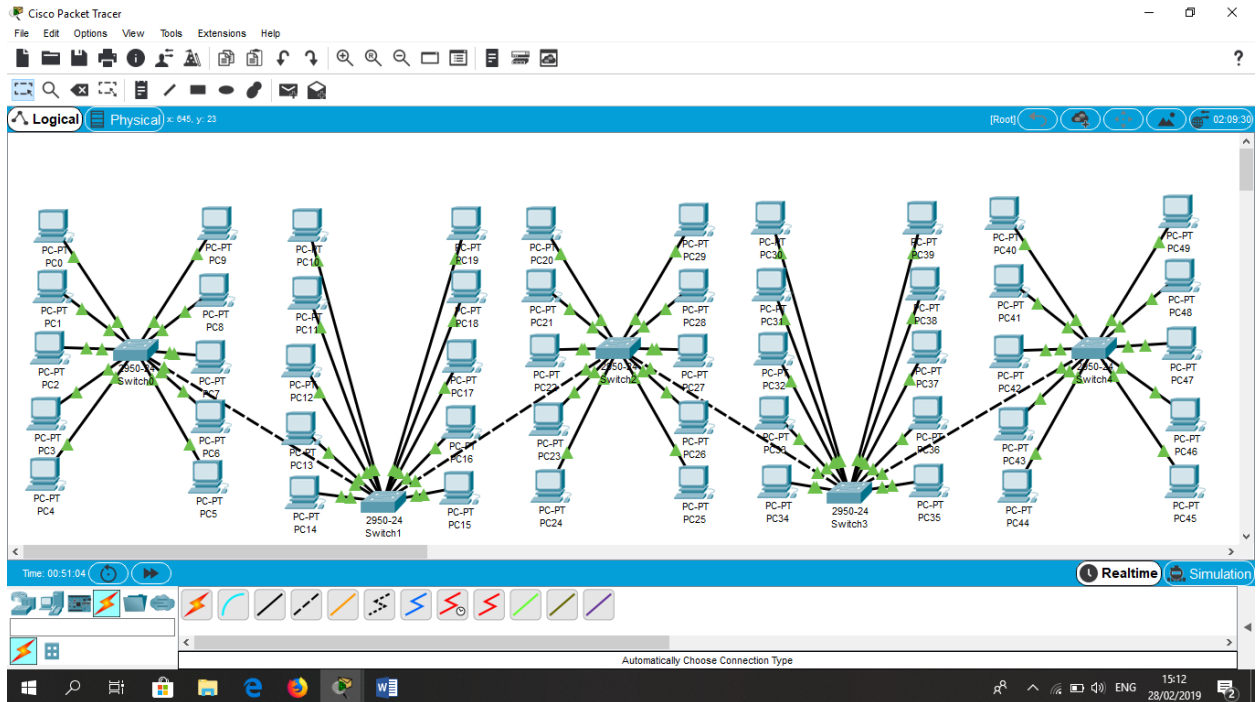 Cisco Packet Tracer
File Edit Options View Tools Extensions Help
?
Logical Physical x: 645, y: 23 [Root] 02:09:30
PC-PT
PC0
PC-PT
PC1
PC-PT
PC2
PC-PT
PC3
PC-PT
PC4
PC-PT
PC9
PC-PT
PC8
PC-PT
PC7
PC-PT
PC6
PC-PT
PC5
2950-24
Switch0
PC-PT
PC10
PC-PT
PC11
PC-PT
PC12
PC-PT
PC13
PC-PT
PC14
PC-PT
PC19
PC-PT
PC18
PC-PT
PC17
PC-PT
PC16
PC-PT
PC15
2950-24
Switch1
PC-PT
PC20
PC-PT
PC21
PC-PT
PC22
PC-PT
PC23
PC-PT
PC24
PC-PT
PC29
PC-PT
PC28
PC-PT
PC27
PC-PT
PC26
PC-PT
PC25
2950-24
Switch2
PC-PT
PC30
PC-PT
PC31
PC-PT
PC32
PC-PT
PC33
PC-PT
PC34
PC-PT
PC39
PC-PT
PC38
PC-PT
PC37
PC-PT
PC36
PC-PT
PC35
2950-24
Switch3
PC-PT
PC40
PC-PT
PC41
PC-PT
PC42
PC-PT
PC43
PC-PT
PC44
PC-PT
PC49
PC-PT
PC48
PC-PT
PC47
PC-PT
PC46
PC-PT
PC45
2950-24
Switch4
Time: 00:51:04 Realtime Simulation
Automatically Choose Connection Type
ENG 15:12
28/02/2019 2